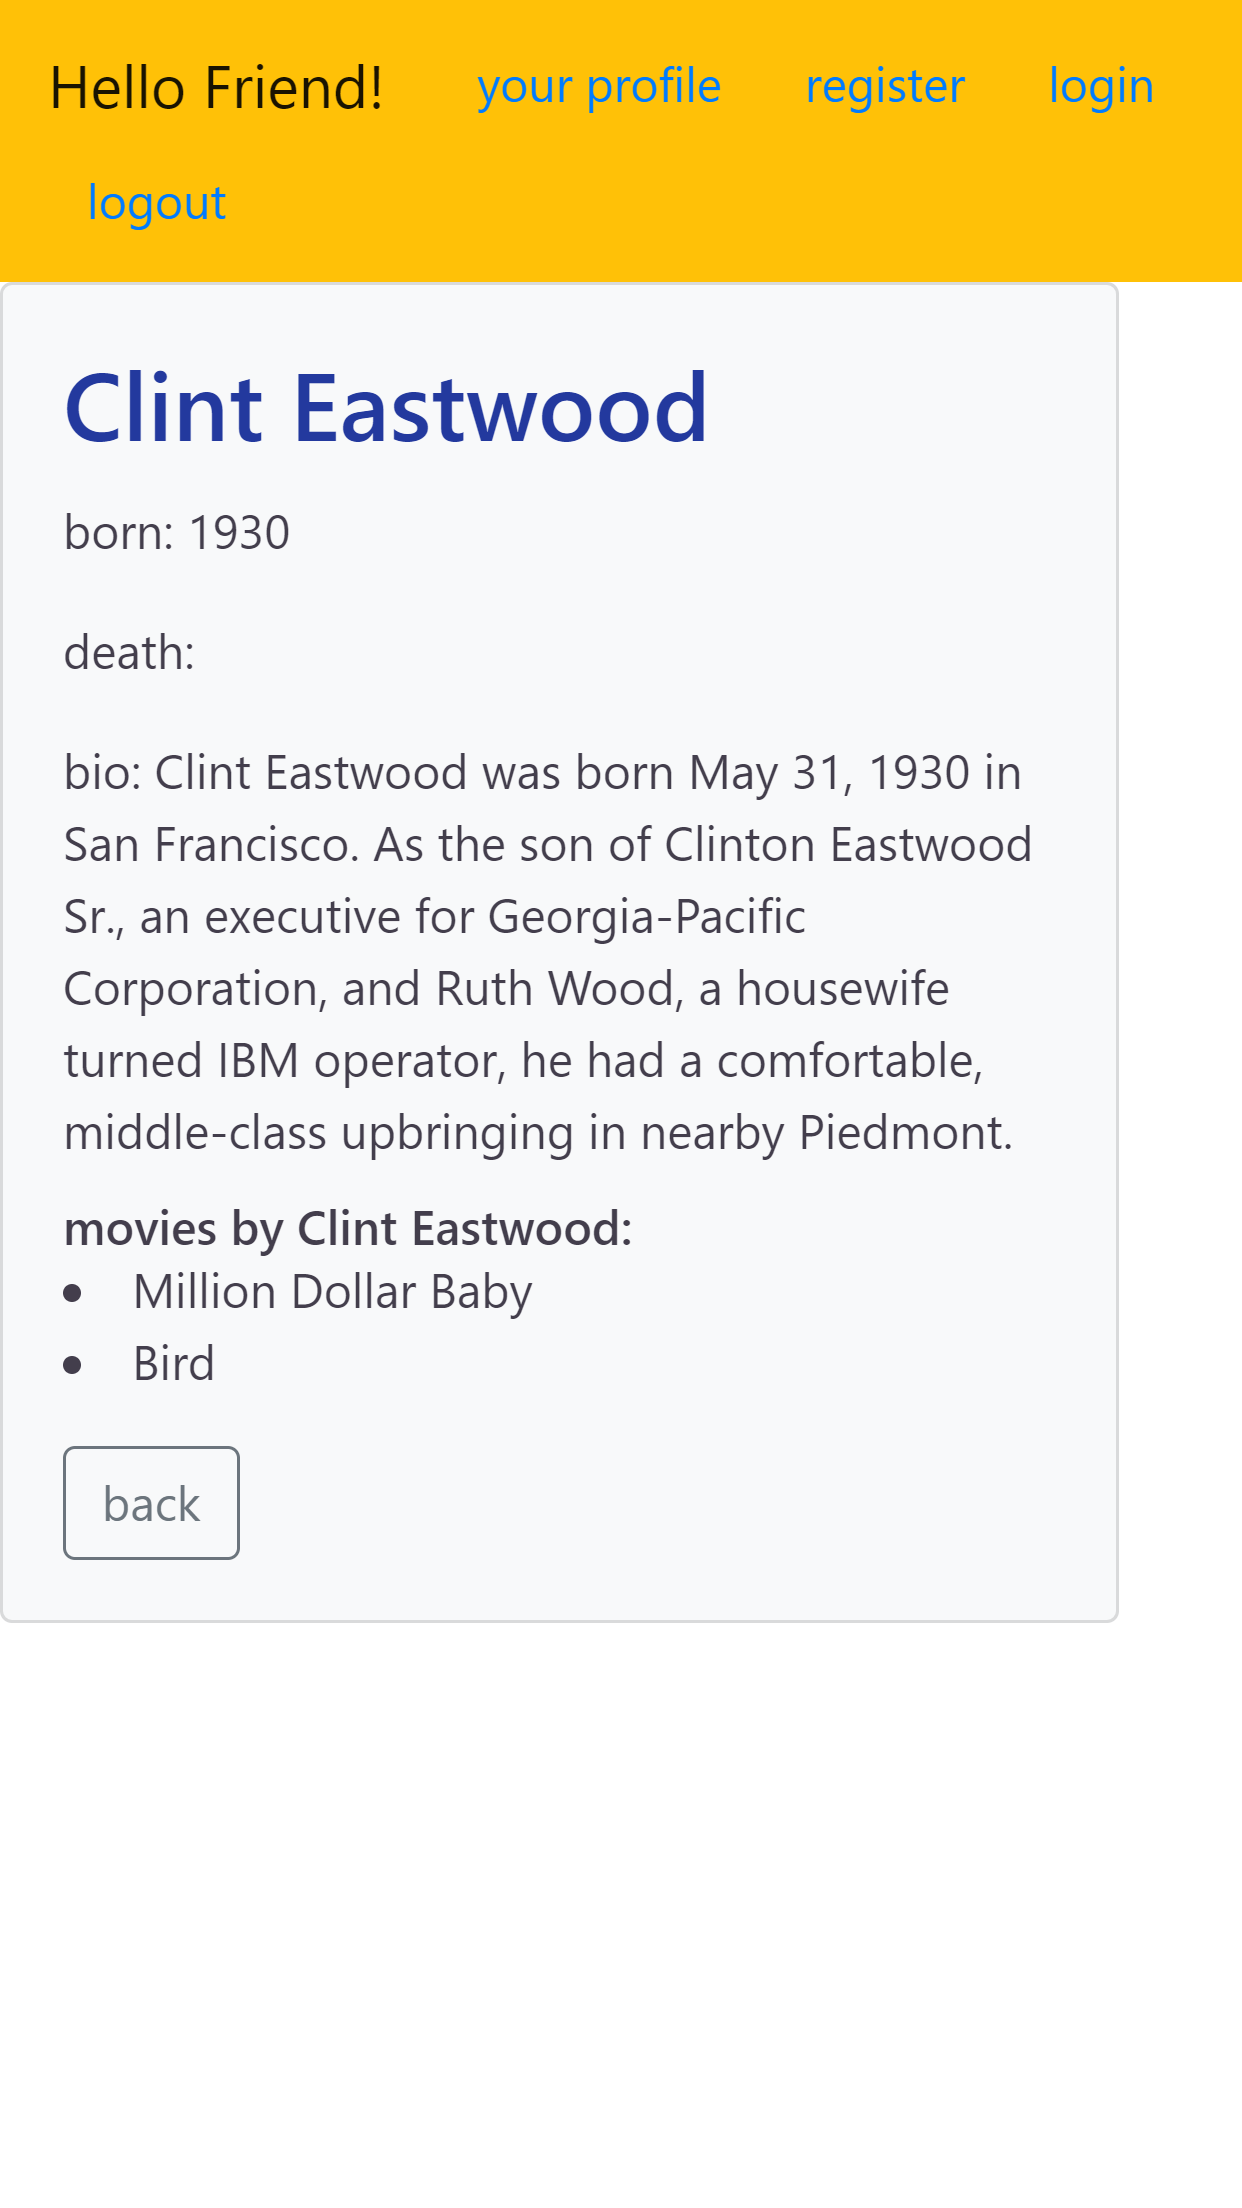 Hello Friend! your profile register login
logout
Clint Eastwood
born: 1930
death:
bio: Clint Eastwood was born May 31, 1930 in
San Francisco. As the son of Clinton Eastwood
Sr., an executive for Georgia-Pacific
Corporation, and Ruth Wood, a housewife
turned IBM operator, he had a comfortable,
middle-class upbringing in nearby Piedmont.
movies by Clint Eastwood:
• Million Dollar Baby
• Bird
back